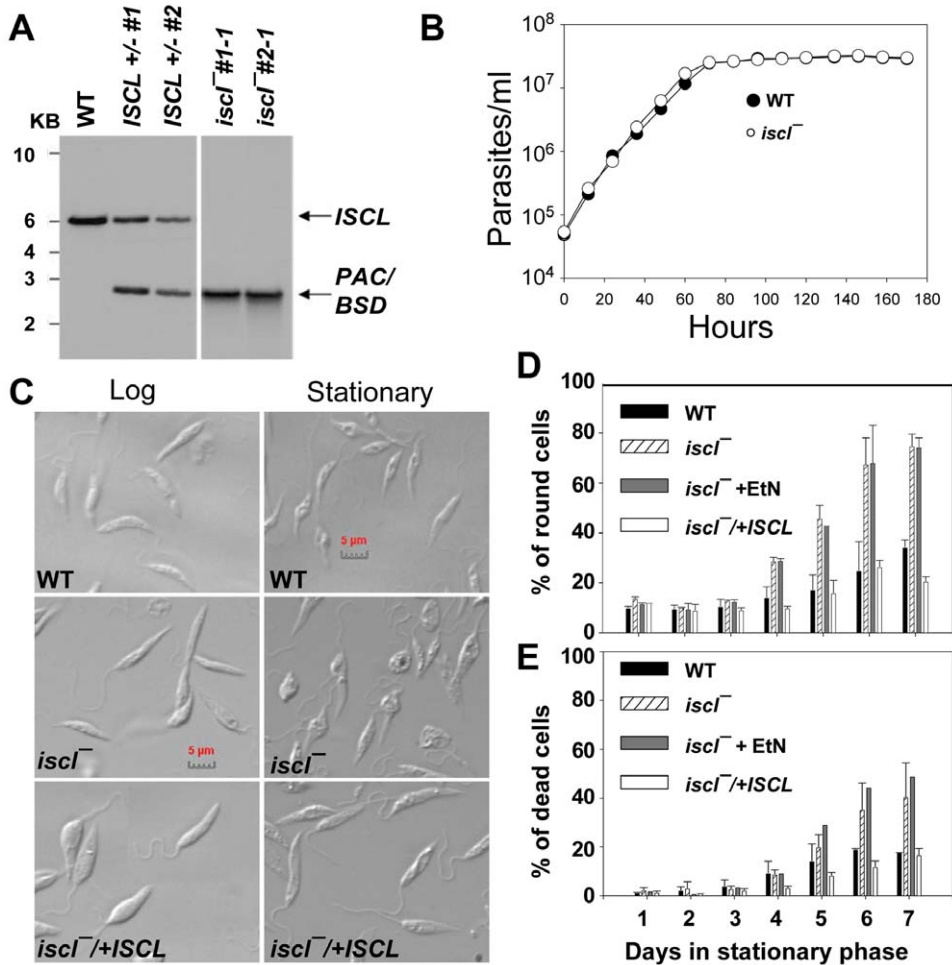 A
KB
WT
ISCL +/- #1
ISCL +/- #2
iscl⁻#1-1
iscl⁻#2-1
10
6
4
3
2
ISCL
PAC/
BSD
B
Parasites/ml
10⁸
10⁷
10⁶
10⁵
10⁴
WT
iscl⁻
0 20 40 60 80 100 120 140 160 180
Hours
C
Log
Stationary
WT
5 µm
WT
iscl⁻
5 µm
iscl⁻
iscl⁻/+ISCL
iscl⁻/+ISCL
D
% of round cells
100
80
60
40
20
0
WT
iscl⁻
iscl⁻ +EtN
iscl⁻/+ISCL
E
% of dead cells
100
80
60
40
20
0
WT
iscl⁻
iscl⁻ + EtN
iscl⁻/+ISCL
1 2 3 4 5 6 7
Days in stationary phase